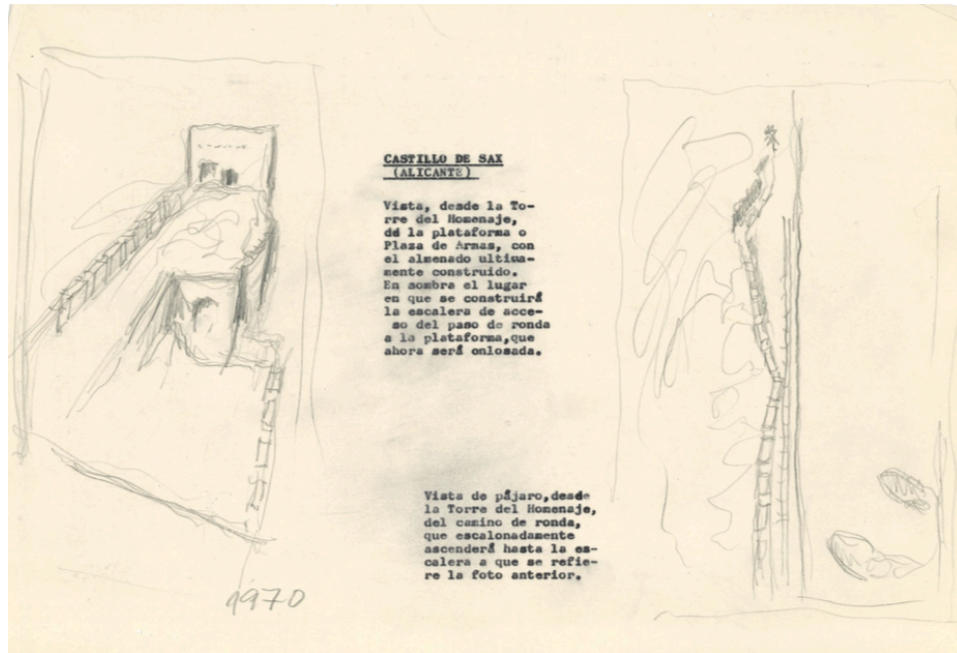 CASTILLO DE SAX
(ALICANTE)
Vista, desde la To-
rre del Homenaje,
dd la plataforma o
Plaza de Armas, con
el almenado ultima-
mente construido.
En sombra el lugar
en que se construirá
la escalera de acce-
so del paso de ronda
a la plataforma,que
ahora será enlosada.
Vista de pájaro,desde
la Torre del Homenaje,
del camino de ronda,
que escalonadamente
ascenderá hasta la es-
calera a que se refie-
re la foto anterior.
1970